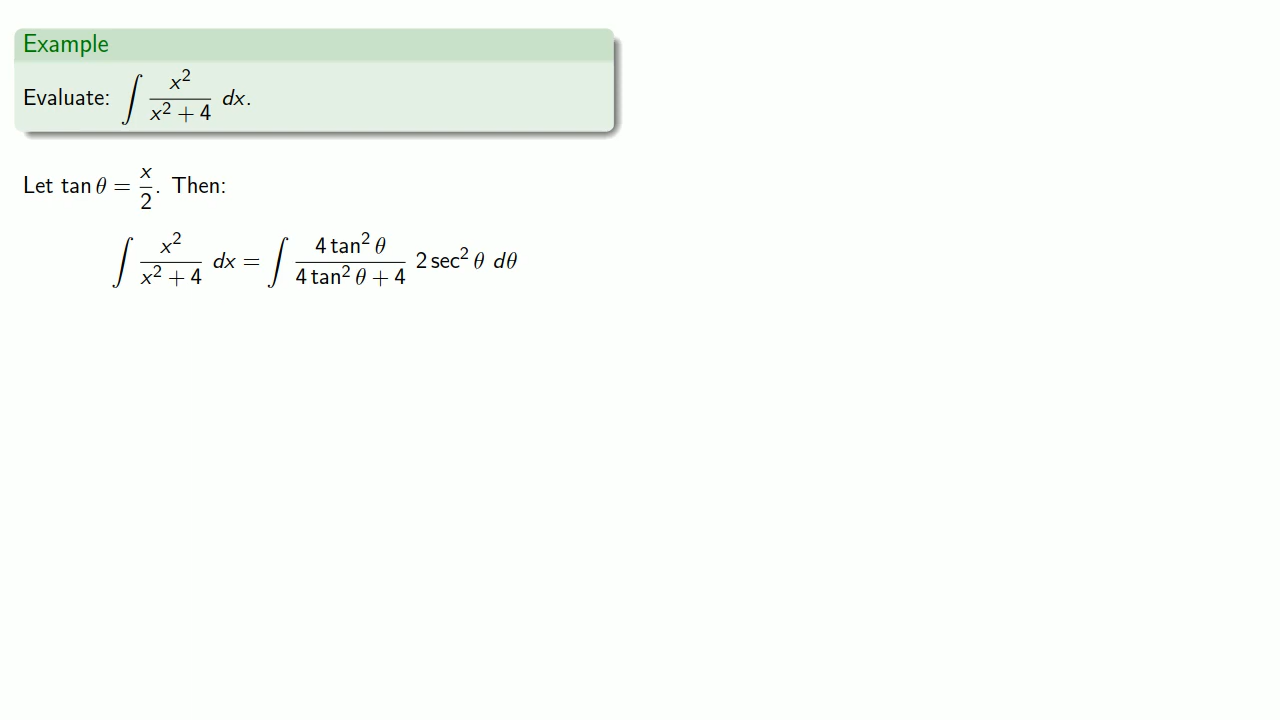 Example
Evaluate: ∫ x²/(x² + 4) dx.
Let tan θ = x/2. Then:
∫ x²/(x² + 4) dx = ∫ (4 tan² θ)/(4 tan² θ + 4) 2 sec² θ dθ